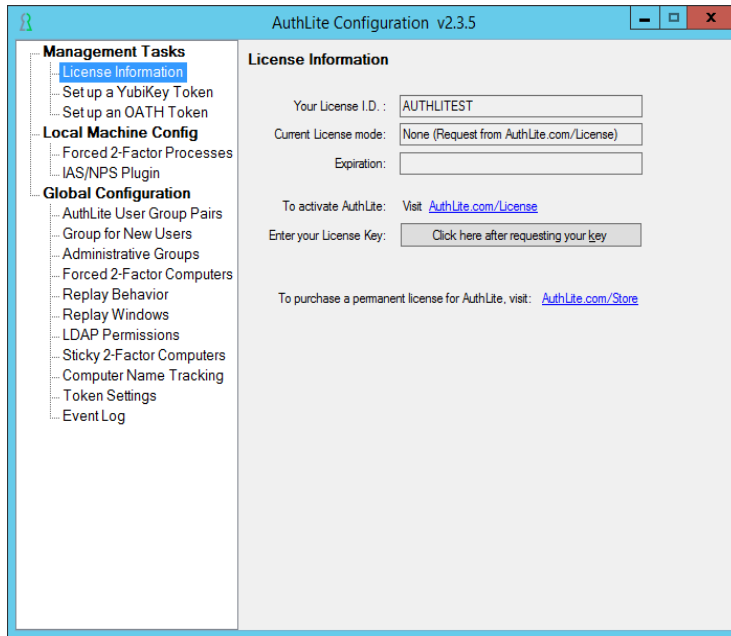 AuthLite Configuration v2.3.5
Management Tasks
License Information
Set up a YubiKey Token
Set up an OATH Token
Local Machine Config
Forced 2-Factor Processes
IAS/NPS Plugin
Global Configuration
AuthLite User Group Pairs
Group for New Users
Administrative Groups
Forced 2-Factor Computers
Replay Behavior
Replay Windows
LDAP Permissions
Sticky 2-Factor Computers
Computer Name Tracking
Token Settings
Event Log
License Information
Your License I.D. : AUTHLITEST
Current License mode: None (Request from AuthLite.com/License)
Expiration:
To activate AuthLite: Visit AuthLite.com/License
Enter your License Key: Click here after requesting your key
To purchase a permanent license for AuthLite, visit: AuthLite.com/Store